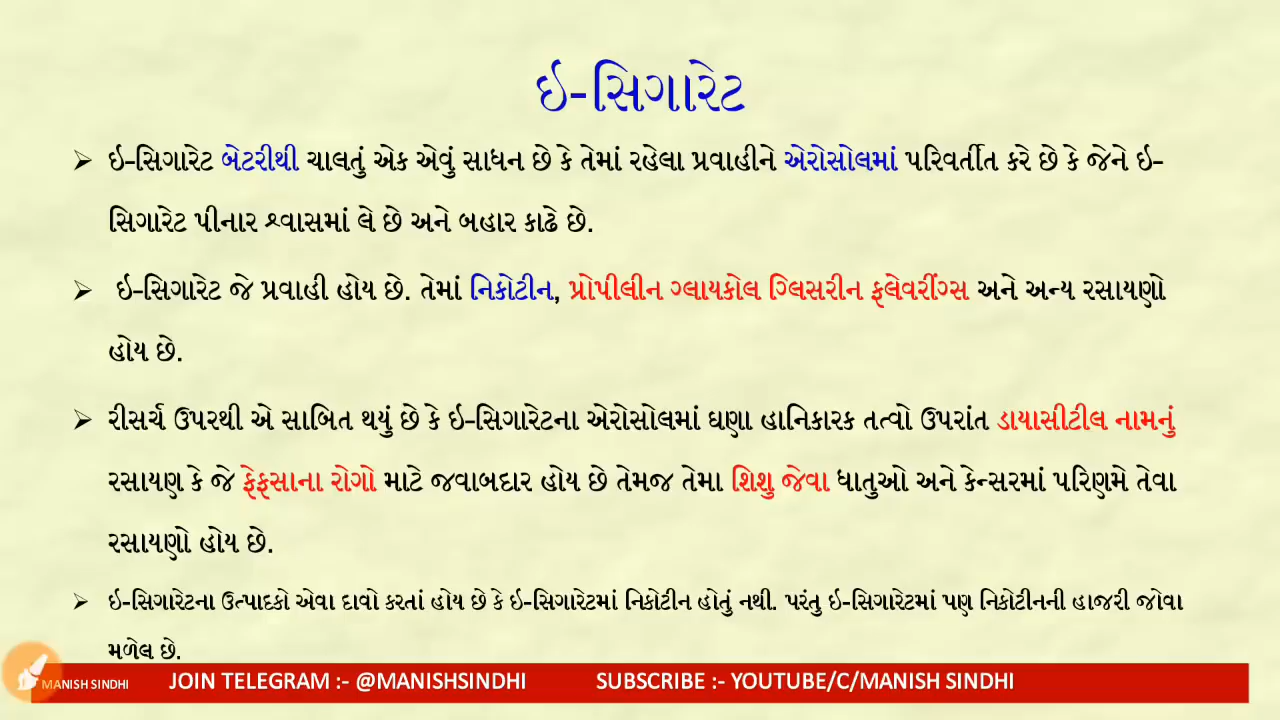 ઇ-સિગારેટ
➢ ઇ-સિગારેટ બેટરીથી ચાલતું એક એવું સાધન છે કે તેમાં રહેલા પ્રવાહીને એરોસોલમાં પરિવર્તીત કરે છે કે જેને ઇ-
સિગારેટ પીનાર શ્વાસમાં લે છે અને બહાર કાઢે છે.
➢ ઇ-સિગારેટ જે પ્રવાહી હોય છે. તેમાં નિકોટીન, પ્રોપીલીન ગ્લાયકોલ ગ્લિસરીન ફ્લેવરીંગ્સ અને અન્ય રસાયણો
હોય છે.
➢ રીસર્ચ ઉપરથી એ સાબિત થયું છે કે ઇ-સિગારેટના એરોસોલમાં ઘણા હાનિકારક તત્વો ઉપરાંત ડાયાસીટીલ નામનું
રસાયણ કે જે ફેફસાના રોગો માટે જવાબદાર હોય છે તેમજ તેમા શિશુ જેવા ધાતુઓ અને કેન્સરમાં પરિણમે તેવા
રસાયણો હોય છે.
➢ ઇ-સિગારેટના ઉત્પાદકો એવા દાવો કરતાં હોય છે કે ઇ-સિગારેટમાં નિકોટીન હોતું નથી. પરંતુ ઇ-સિગારેટમાં પણ નિકોટીનની હાજરી જોવા
મળેલ છે.
MANISH SINDHI JOIN TELEGRAM :- @MANISHSINDHI SUBSCRIBE :- YOUTUBE/C/MANISH SINDHI